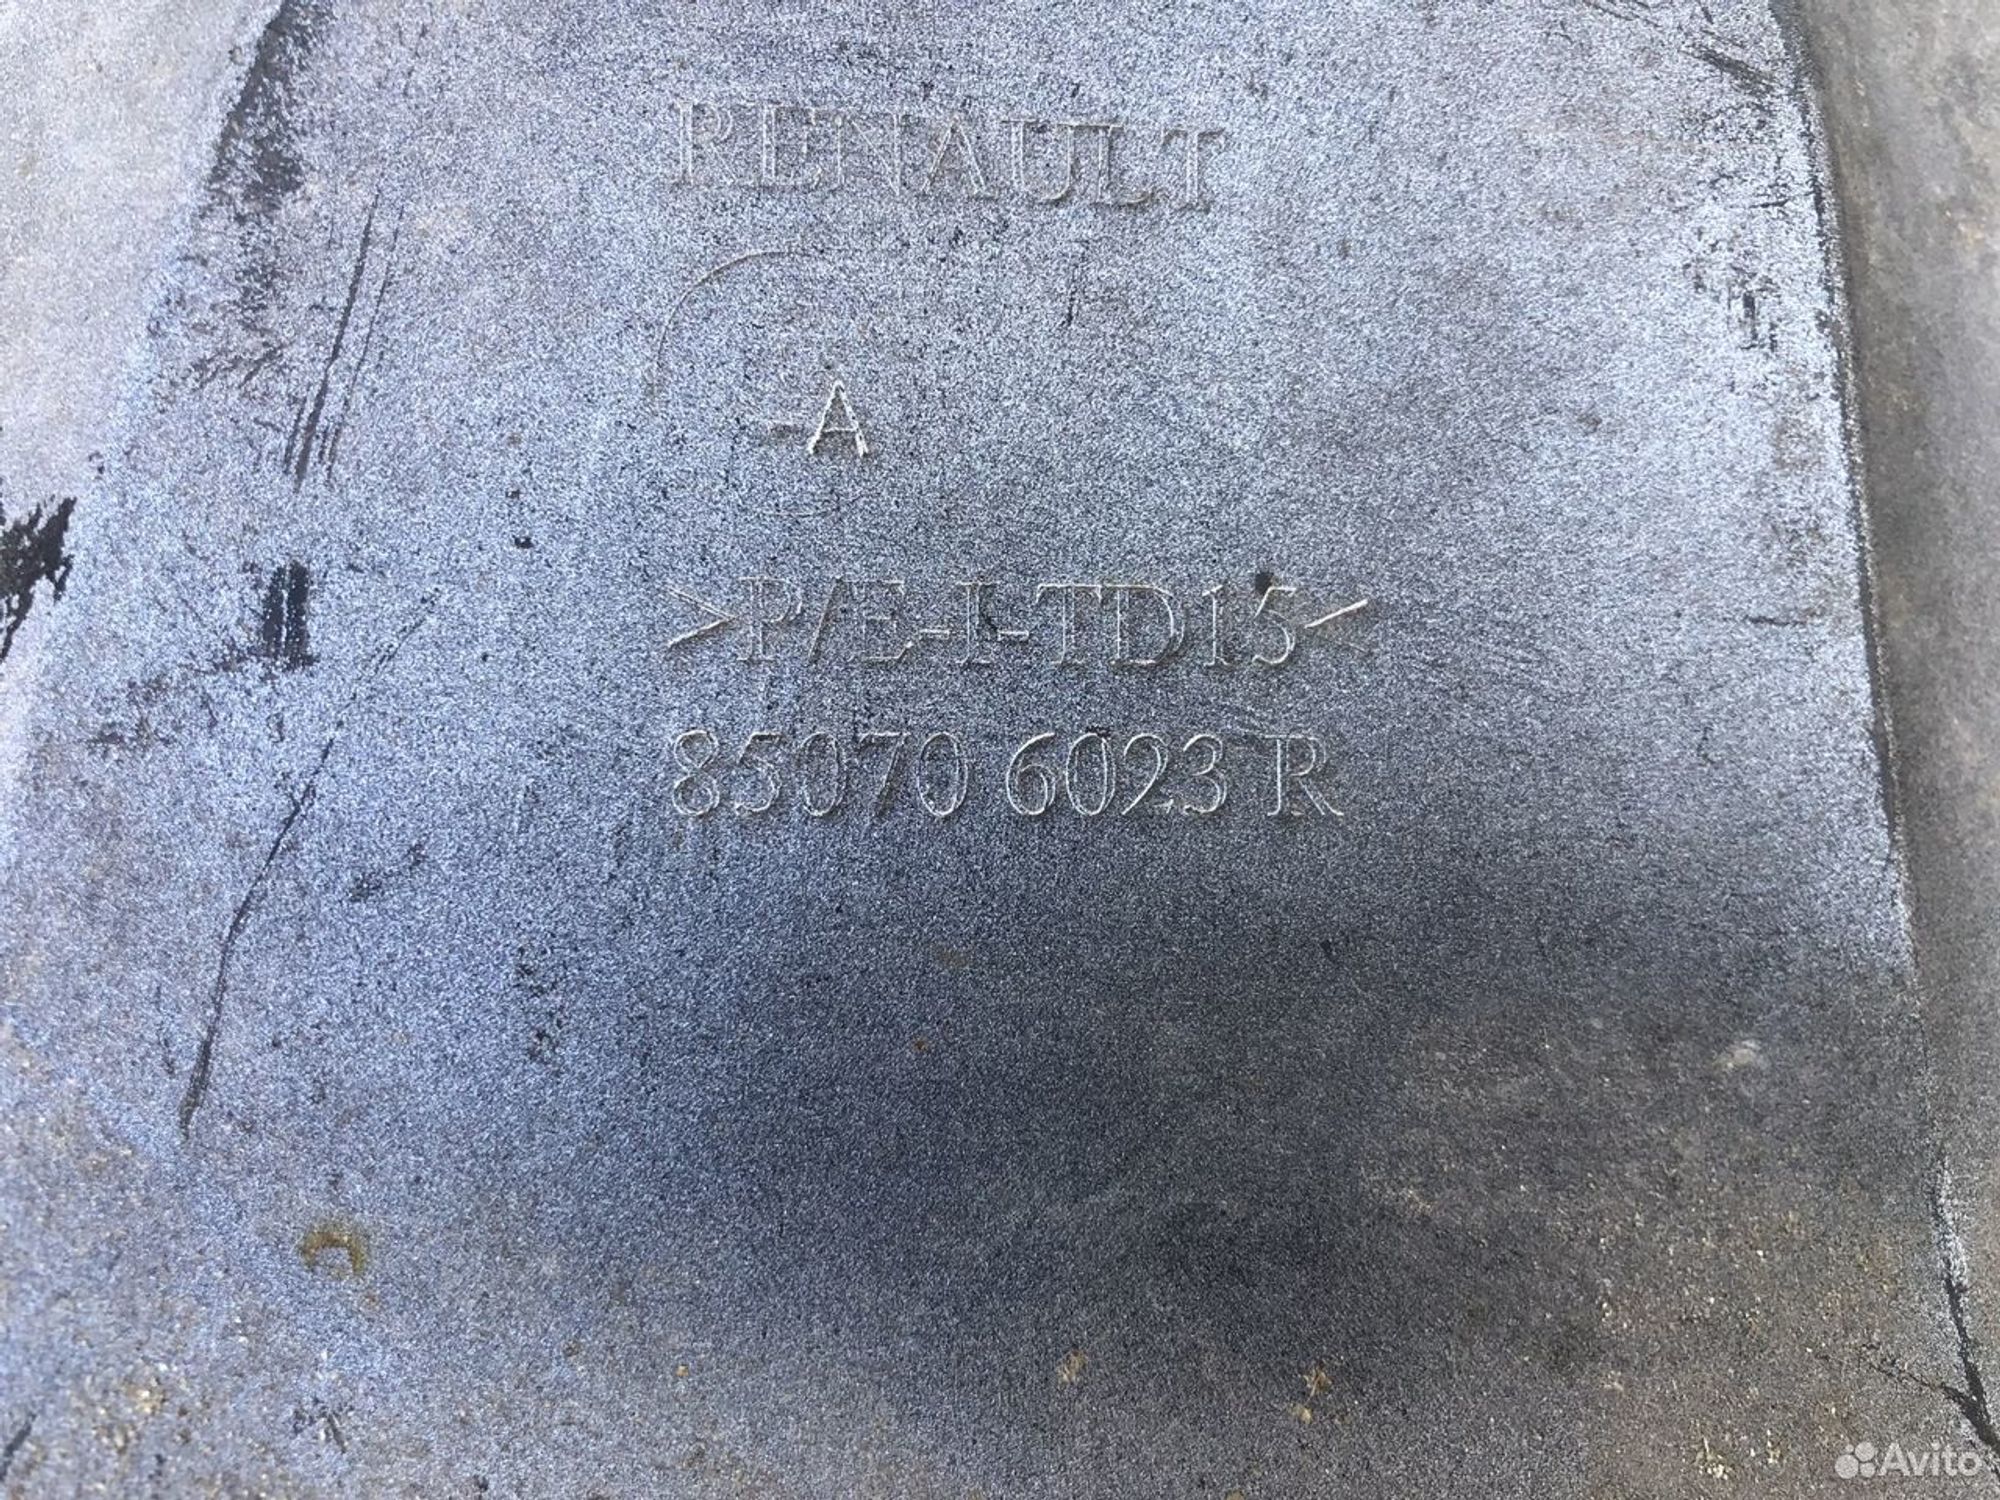 RENAULT
-A
>P/E-I-TD15<
85070 6023 R
Avito